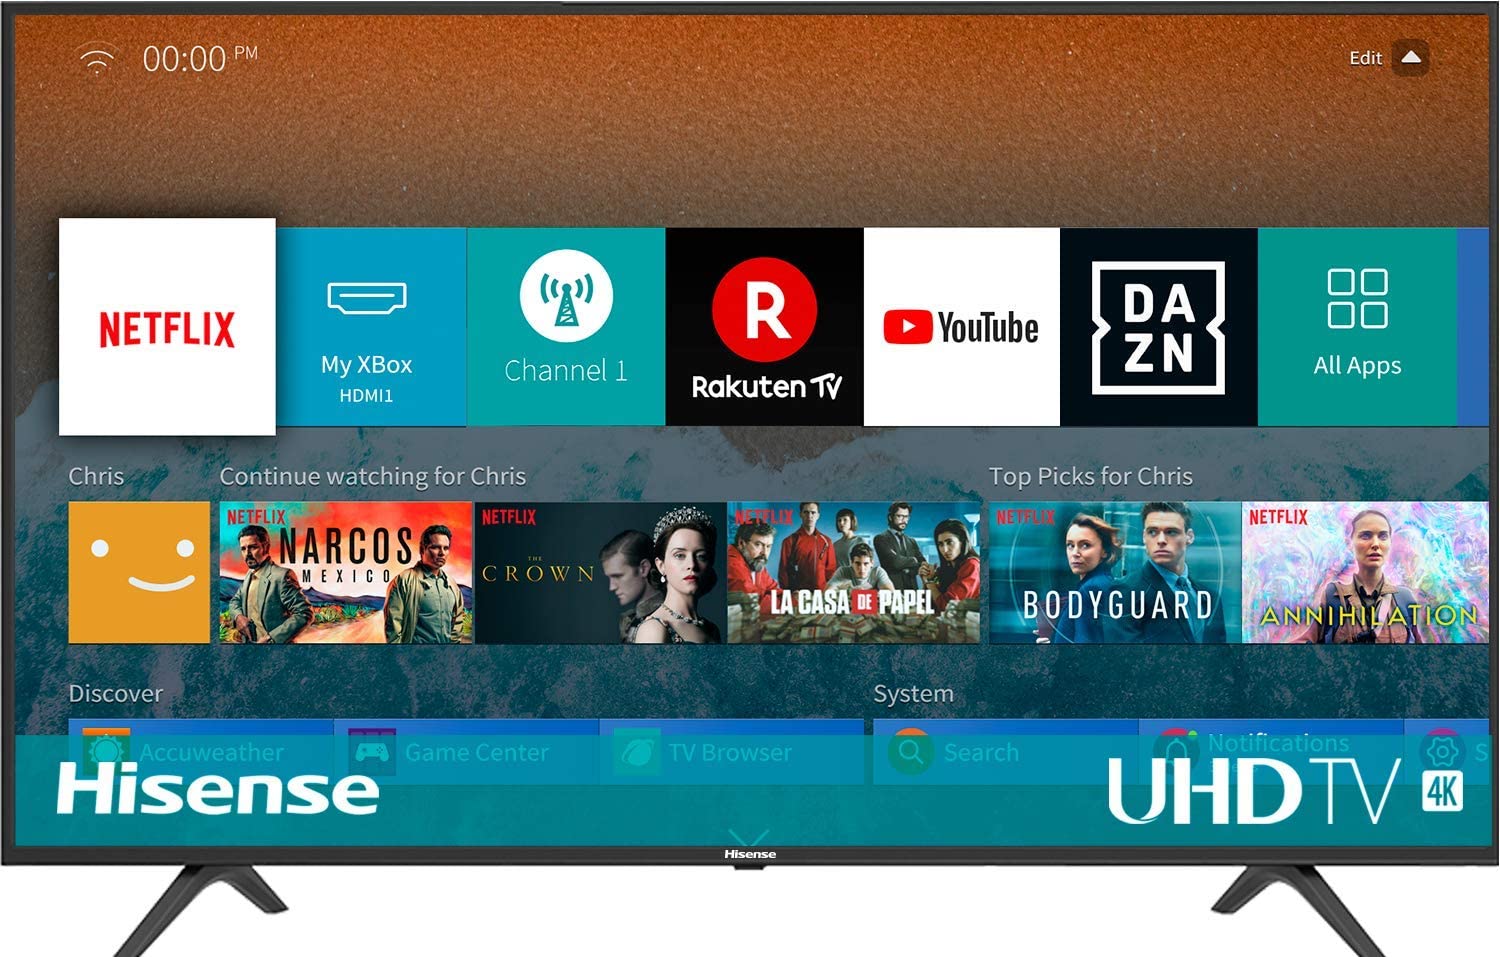 00:00 PM
Edit
NETFLIX
My XBox
HDMI1
Channel 1
R
Rakuten TV
YouTube
DA
ZN
All Apps
Chris
Continue watching for Chris
Top Picks for Chris
NETFLIX
NARCOS
MEXICO
NETFLIX
THE
CROWN
NETFLIX
LA CASA DE PAPEL
NETFLIX
BODYGUARD
NETFLIX
ANNIHILATION
Discover
System
Accuweather
Game Center
TV Browser
Search
Notifications
S
Hisense
UHD TV
4K
Hisense